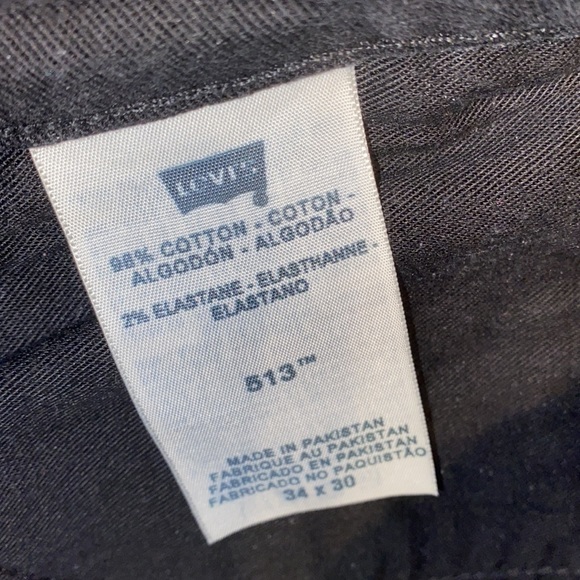 LEVI'S
98% COTTON - COTON -
ALGODÓN - ALGODÃO
2% ELASTANE - ELASTHANNE -
ELASTANO
513™
MADE IN PAKISTAN
FABRIQUE AU PAKISTAN
FABRICADO EN PAKISTAN
FABRICADO NO PAQUISTÃO
34 x 30